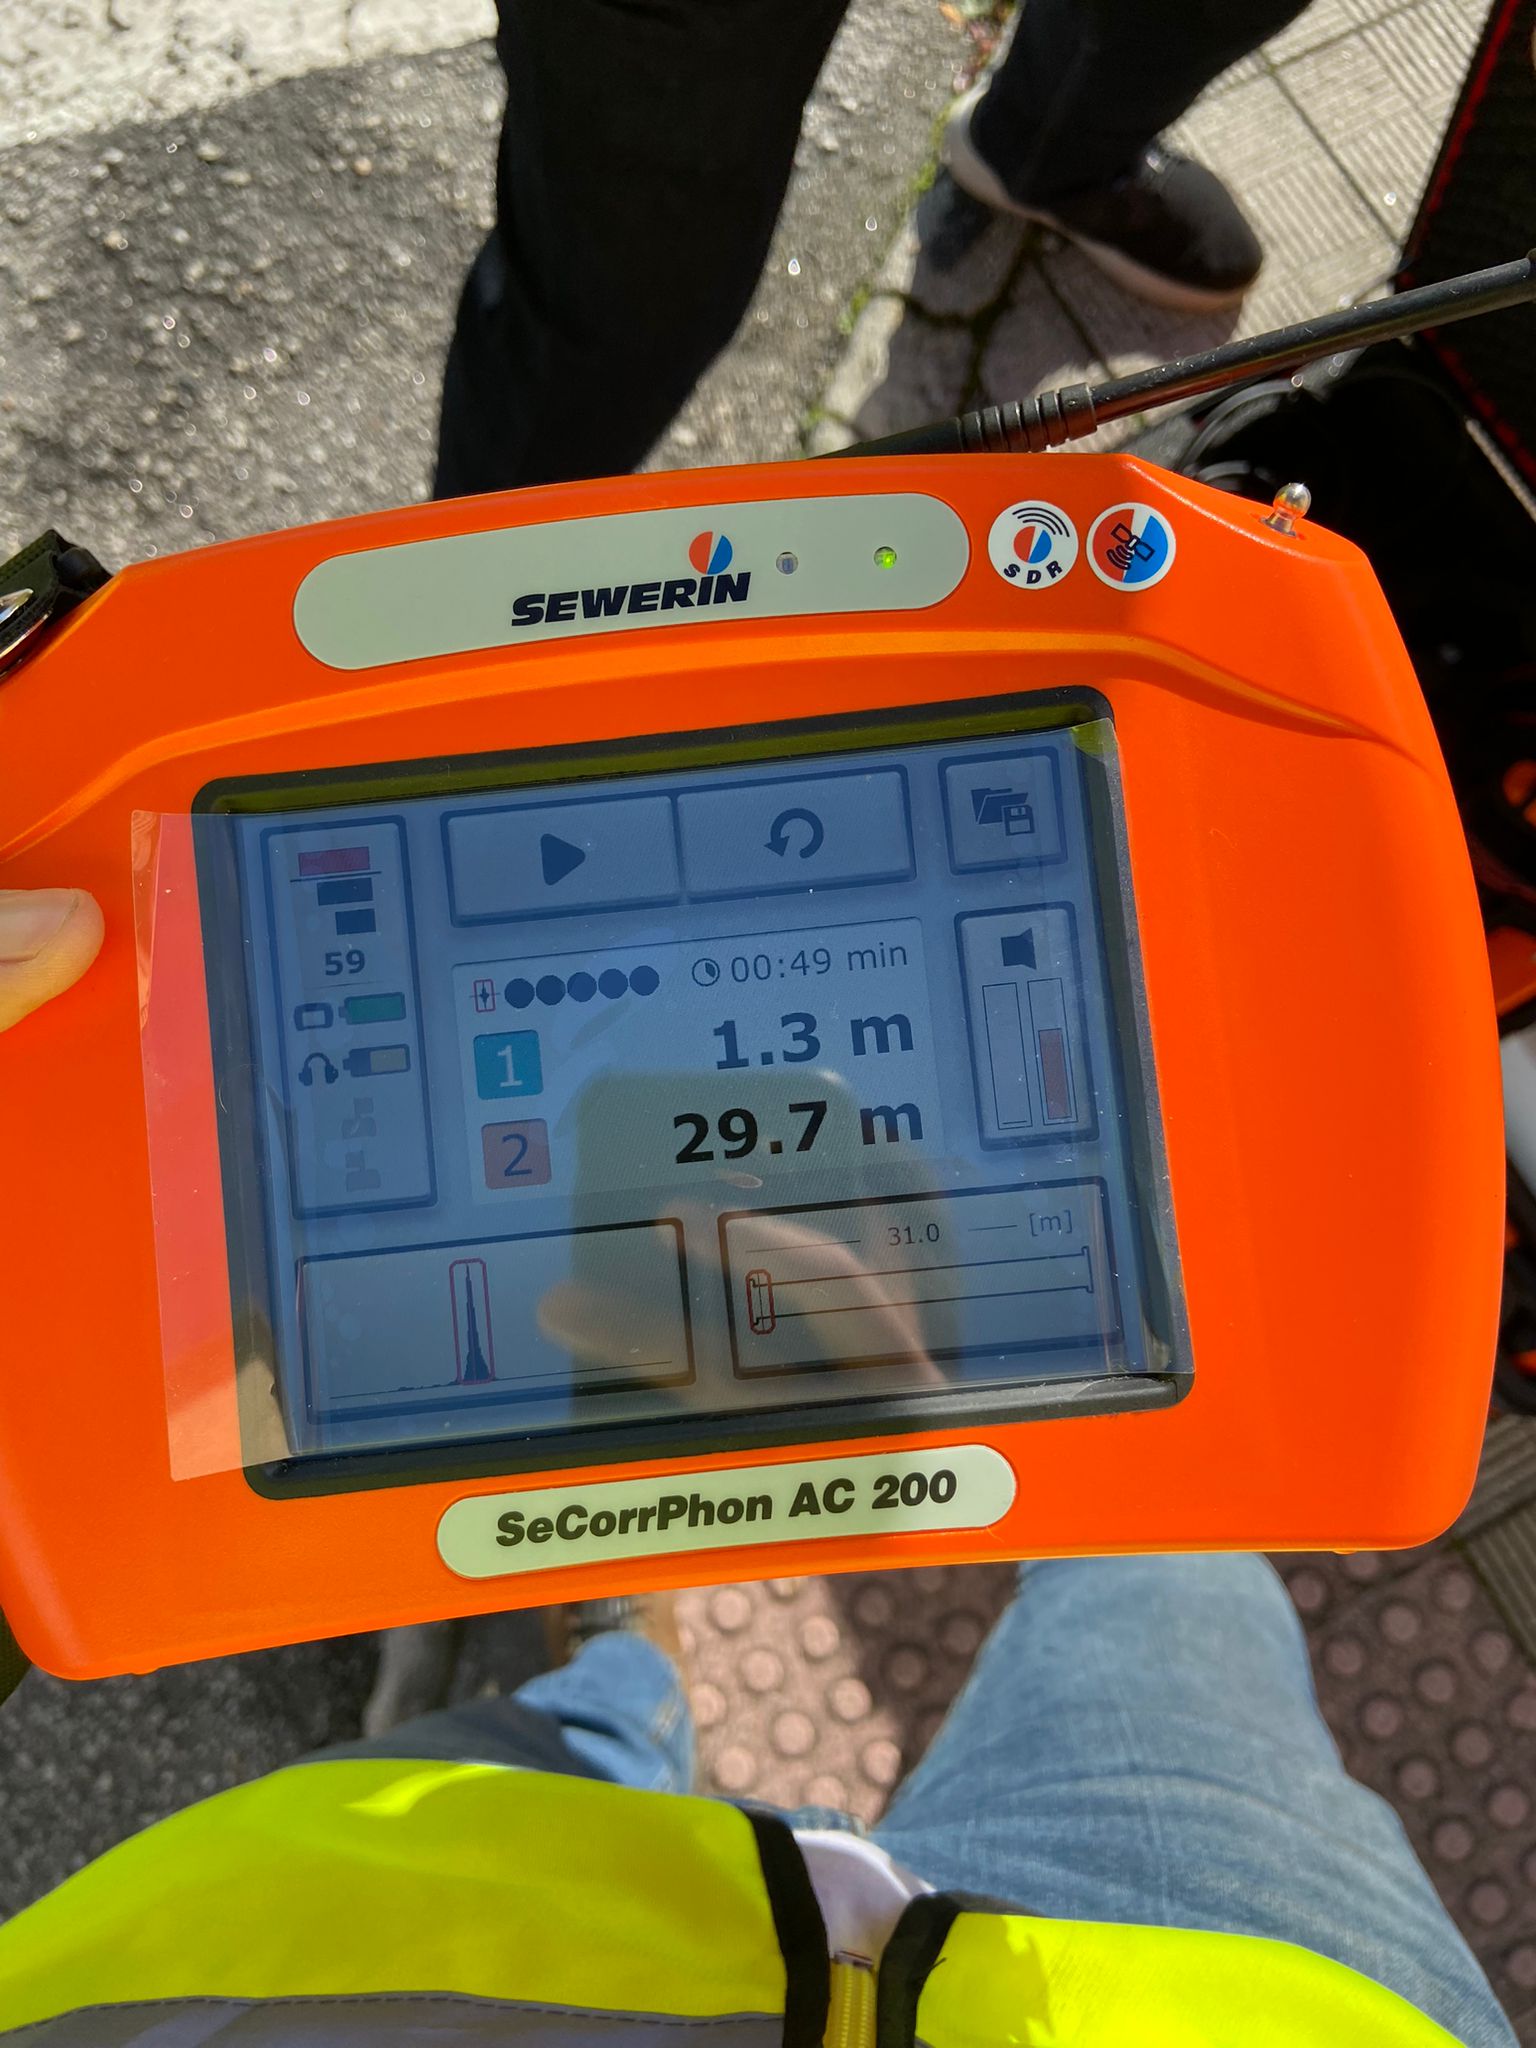 SEWERIN
SDR
59
00:49 min
1 1.3 m
2 29.7 m
31.0 [m]
SeCorrPhon AC 200